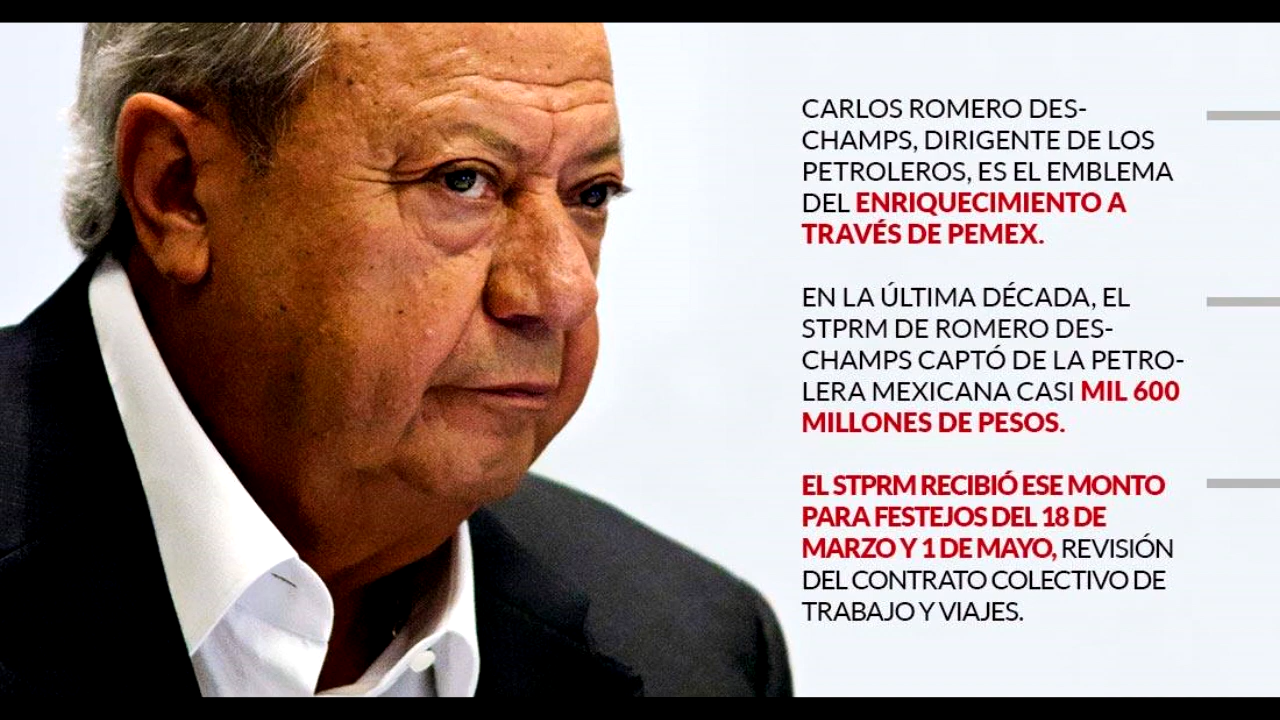 CARLOS ROMERO DES-
CHAMPS, DIRIGENTE DE LOS
PETROLEROS, ES EL EMBLEMA
DEL ENRIQUECIMIENTO A
TRAVÉS DE PEMEX.
EN LA ÚLTIMA DÉCADA, EL
STPRM DE ROMERO DES-
CHAMPS CAPTÓ DE LA PETRO-
LERA MEXICANA CASI MIL 600
MILLONES DE PESOS.
EL STPRM RECIBIÓ ESE MONTO
PARA FESTEJOS DEL 18 DE
MARZO Y 1 DE MAYO, REVISIÓN
DEL CONTRATO COLECTIVO DE
TRABAJO Y VIAJES.